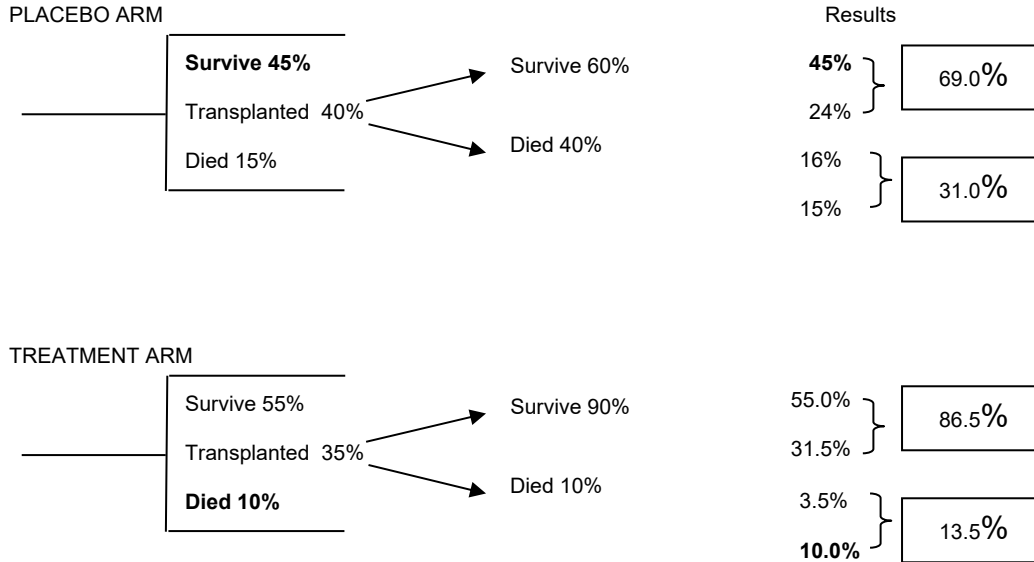 PLACEBO ARM
Results
Survive 45%
Survive 60%
45%
69.0%
Transplanted 40%
24%
Died 15%
Died 40%
16%
31.0%
15%
TREATMENT ARM
Survive 55%
Survive 90%
55.0%
86.5%
Transplanted 35%
31.5%
Died 10%
Died 10%
3.5%
13.5%
10.0%